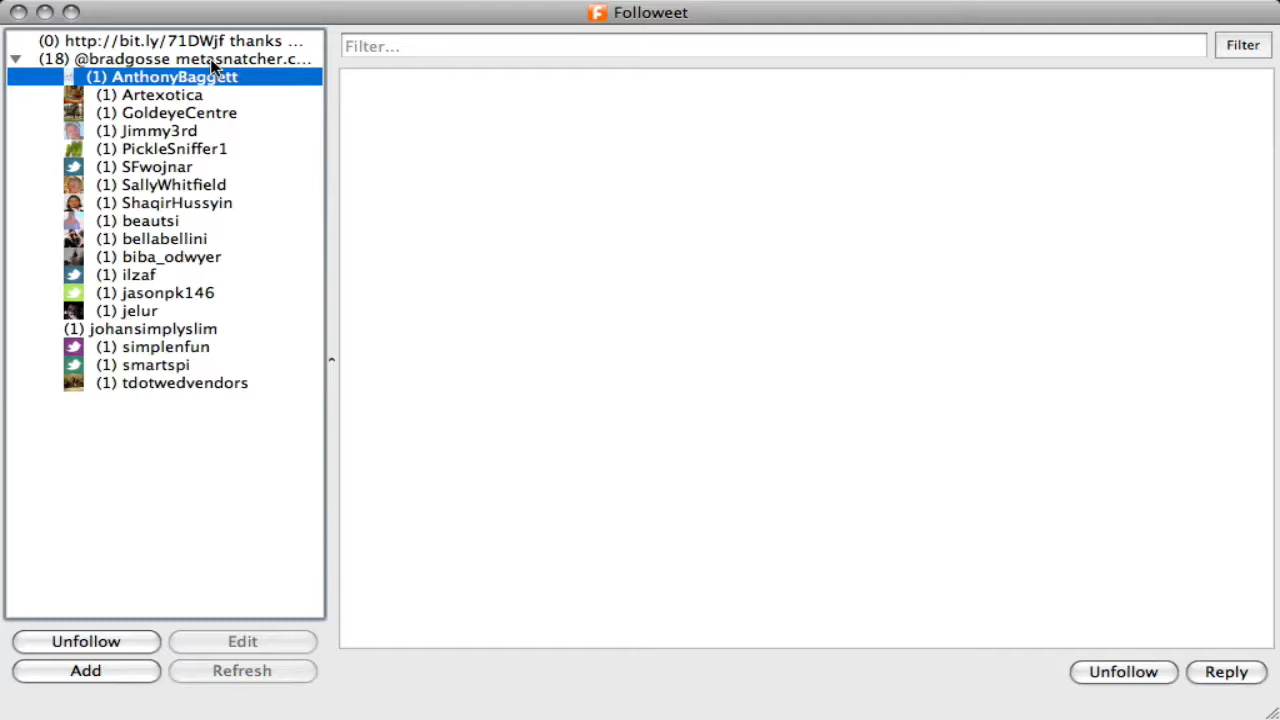 Followeet
(0) http://bit.ly/71DWjf thanks ...
(18) @bradgosse metasnatcher.c...
(1) AnthonyBaggett
(1) Artexotica
(1) GoldeyeCentre
(1) Jimmy3rd
(1) PickleSniffer1
(1) SFwojnar
(1) SallyWhitfield
(1) ShaqirHussyin
(1) beautsi
(1) bellabellini
(1) biba_odwyer
(1) ilzaf
(1) jasonpk146
(1) jelur
(1) johansimplyslim
(1) simplenfun
(1) smartspi
(1) tdotwedvendors
Unfollow Edit
Add Refresh
Filter... Filter
Unfollow Reply